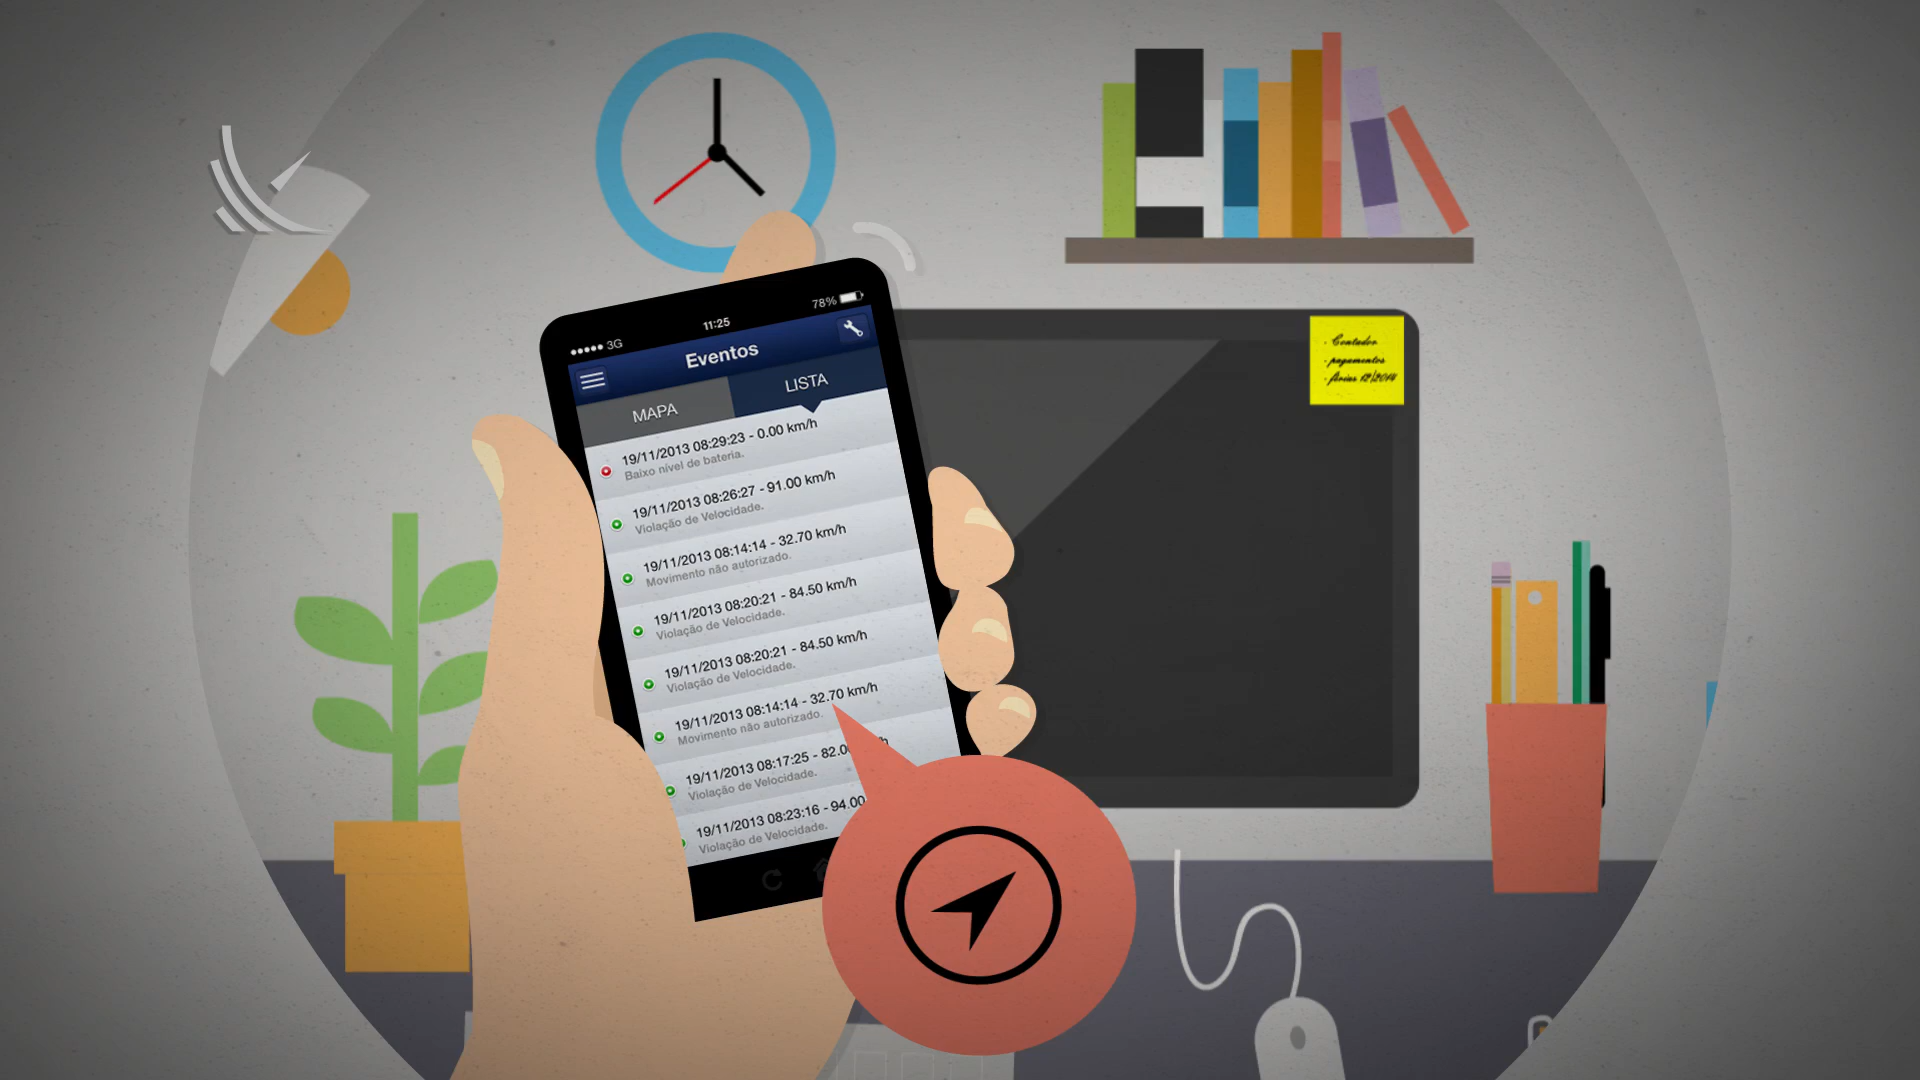 3G
11:25
78%
Eventos
MAPA
LISTA
19/11/2013 08:29:23 - 0.00 km/h
Baixo nível de bateria.
19/11/2013 08:26:27 - 91.00 km/h
Violação de Velocidade.
19/11/2013 08:14:14 - 32.70 km/h
Movimento não autorizado.
19/11/2013 08:20:21 - 84.50 km/h
Violação de Velocidade.
19/11/2013 08:20:21 - 84.50 km/h
Violação de Velocidade.
19/11/2013 08:14:14 - 32.70 km/h
Movimento não autorizado.
19/11/2013 08:17:25 - 82.0 h
Violação de Velocidade.
19/11/2013 08:23:16 - 94.00
Violação de Velocidade.
- Contador
- pagamentos
- férias 12/2014